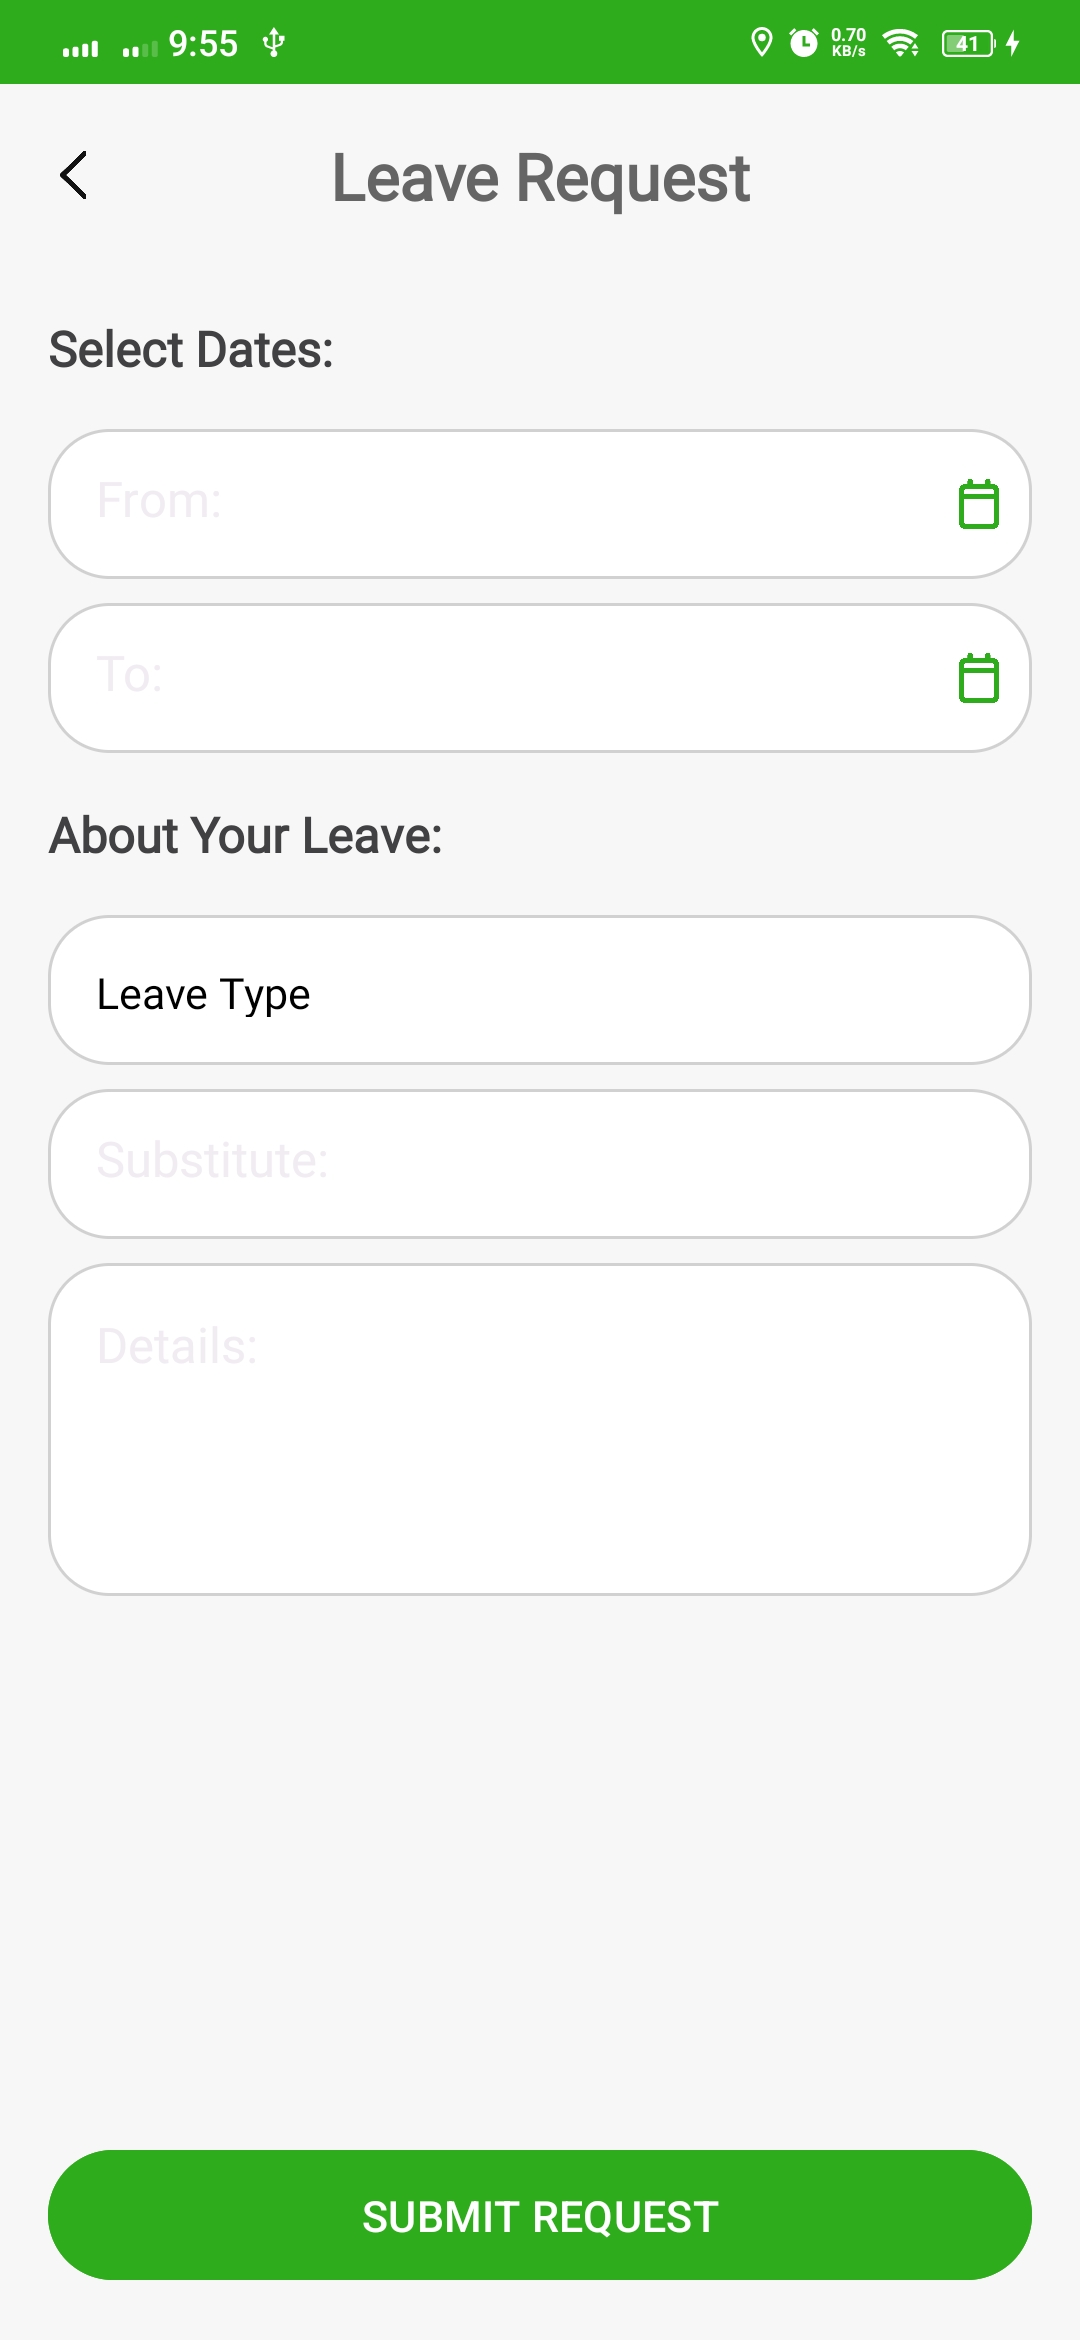 9:55
0.70
KB/s
41
Leave Request
Select Dates:
From:
To:
About Your Leave:
Leave Type
Substitute:
Details:
SUBMIT REQUEST